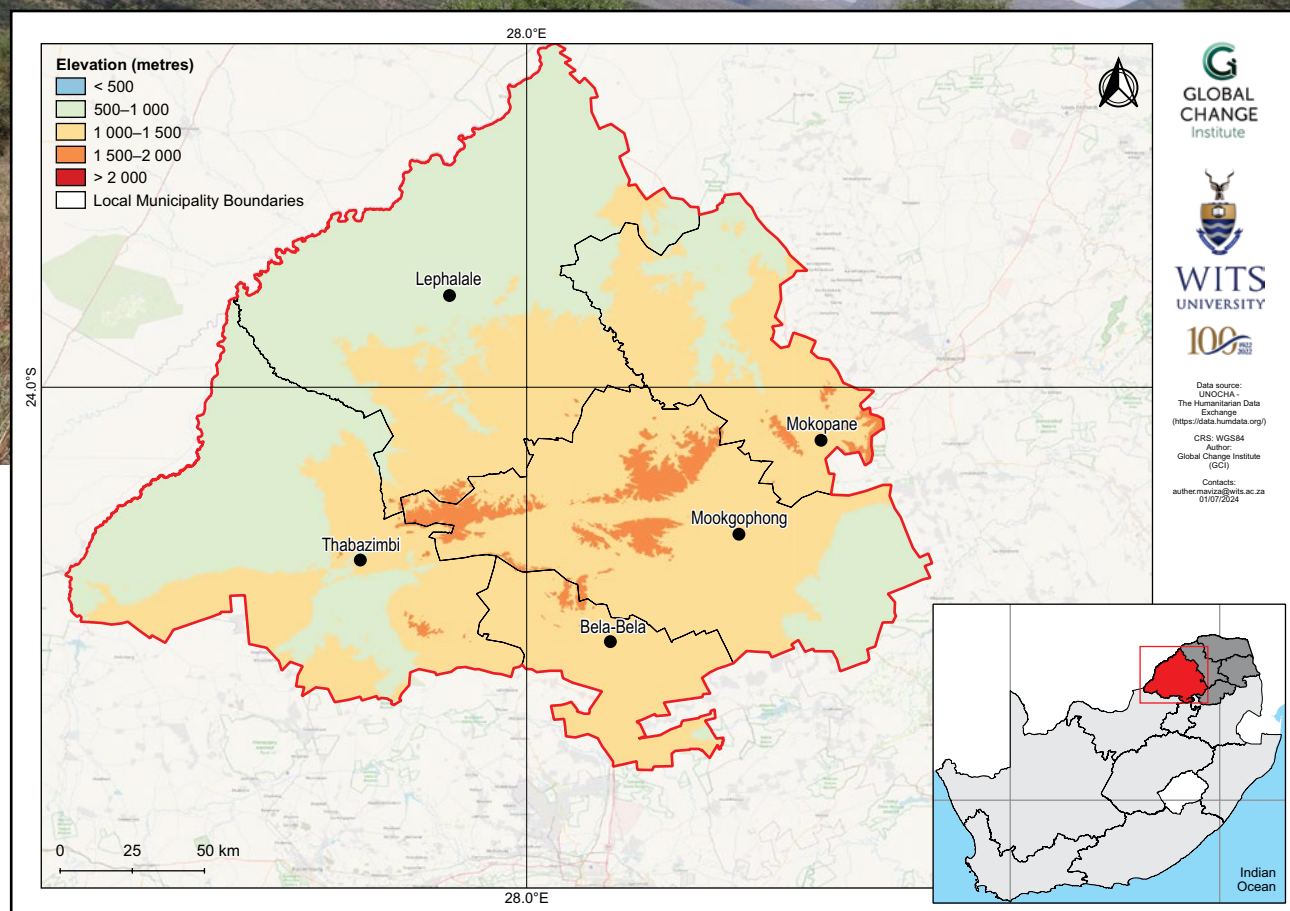 28.0°E
Elevation (metres)
< 500
500–1 000
1 000–1 500
1 500–2 000
> 2 000
Local Municipality Boundaries
Lephalale
24.0°S
Mokopane
Mookgophong
Thabazimbi
Bela-Bela
0 25 50 km
28.0°E
GLOBAL
CHANGE
Institute
WITS
UNIVERSITY
100 1922
2022
Data source:
UNOCHA -
The Humanitarian Data
Exchange
(https://data.humdata.org/)
CRS: WGS84
Author:
Global Change Institute
(GCI)
Contacts:
auther.maviza@wits.ac.za
01/07/2024
Indian
Ocean